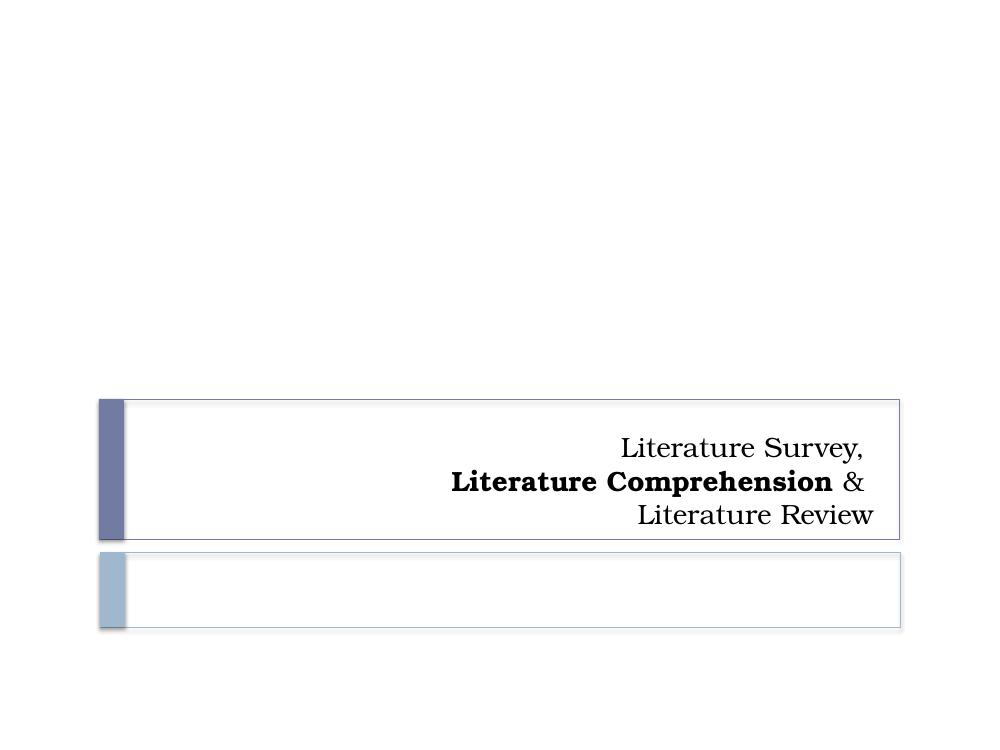 Literature Survey,
Literature Comprehension &
Literature Review